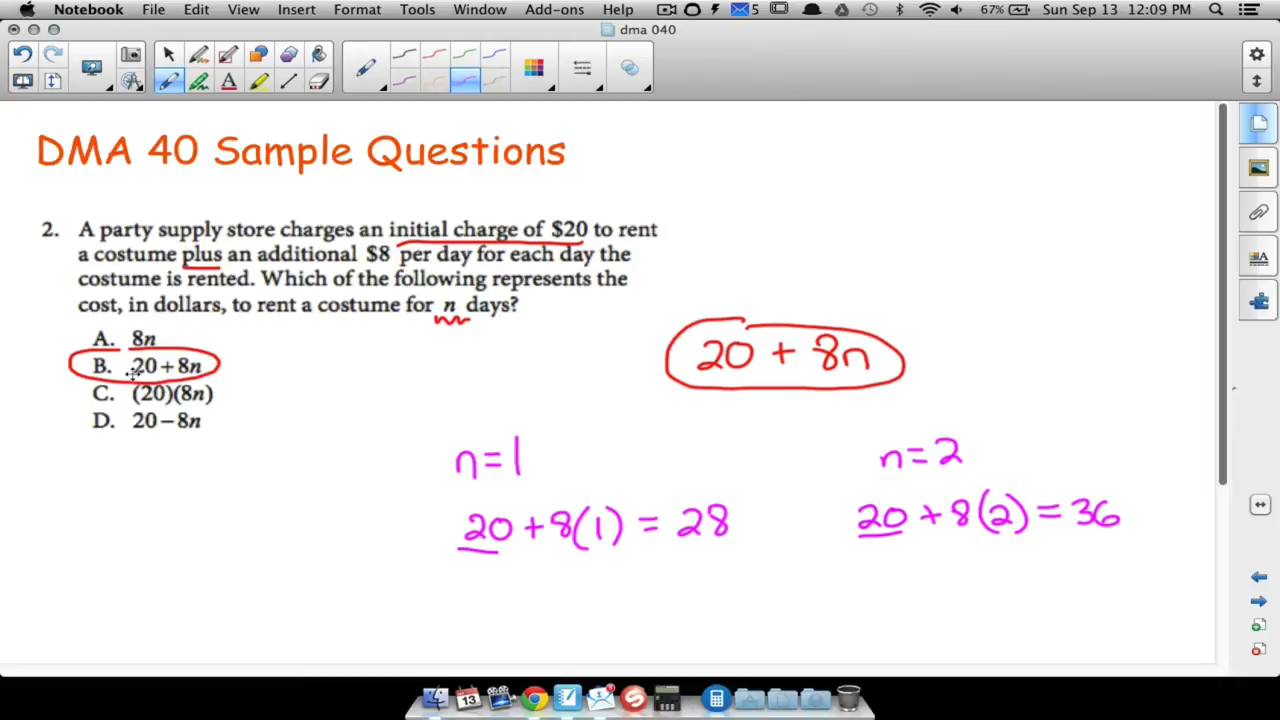 Notebook File Edit View Insert Format Tools Window Add-ons Help 5 67% Sun Sep 13 12:09 PM
dma 040
DMA 40 Sample Questions
2. A party supply store charges an initial charge of $20 to rent
a costume plus an additional $8 per day for each day the
costume is rented. Which of the following represents the
cost, in dollars, to rent a costume for n days?
A. 8n
B. 20+8n
C. (20)(8n)
D. 20−8n
20 + 8n
n=1
20 +8(1) = 28
n=2
20 +8(2) = 36
13